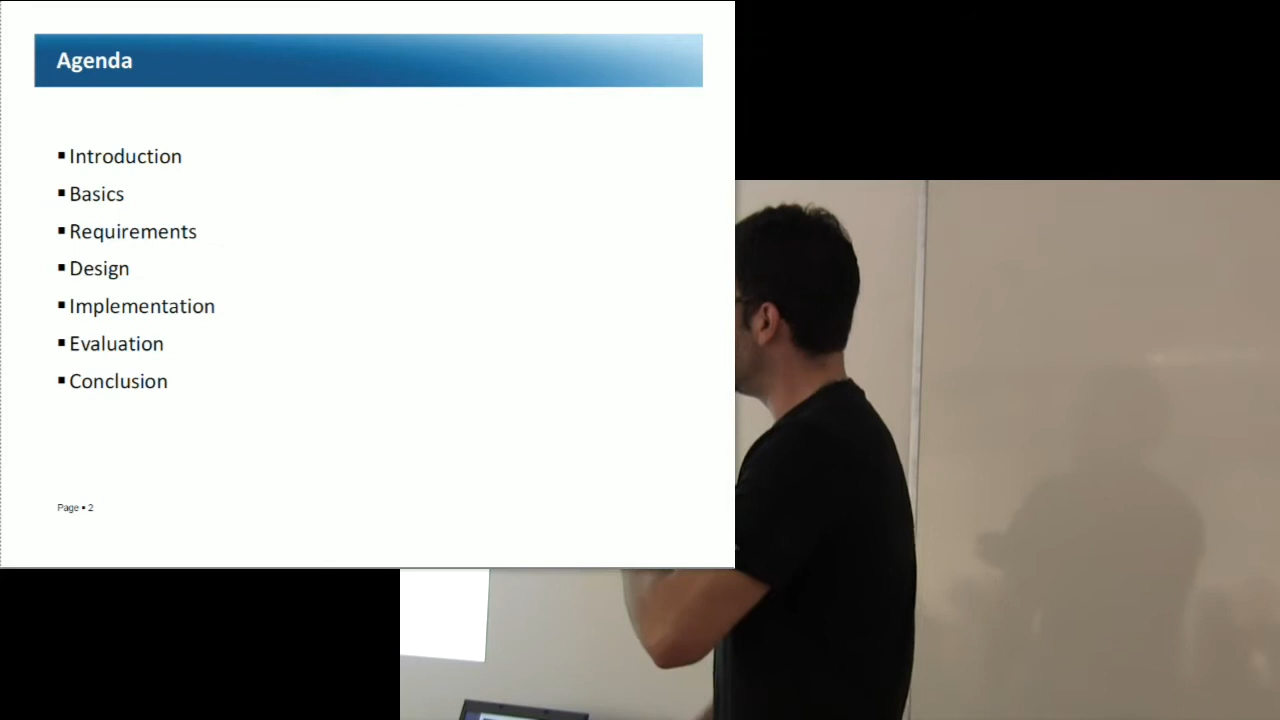 Agenda
▪ Introduction
▪ Basics
▪ Requirements
▪ Design
▪ Implementation
▪ Evaluation
▪ Conclusion
Page ▪ 2